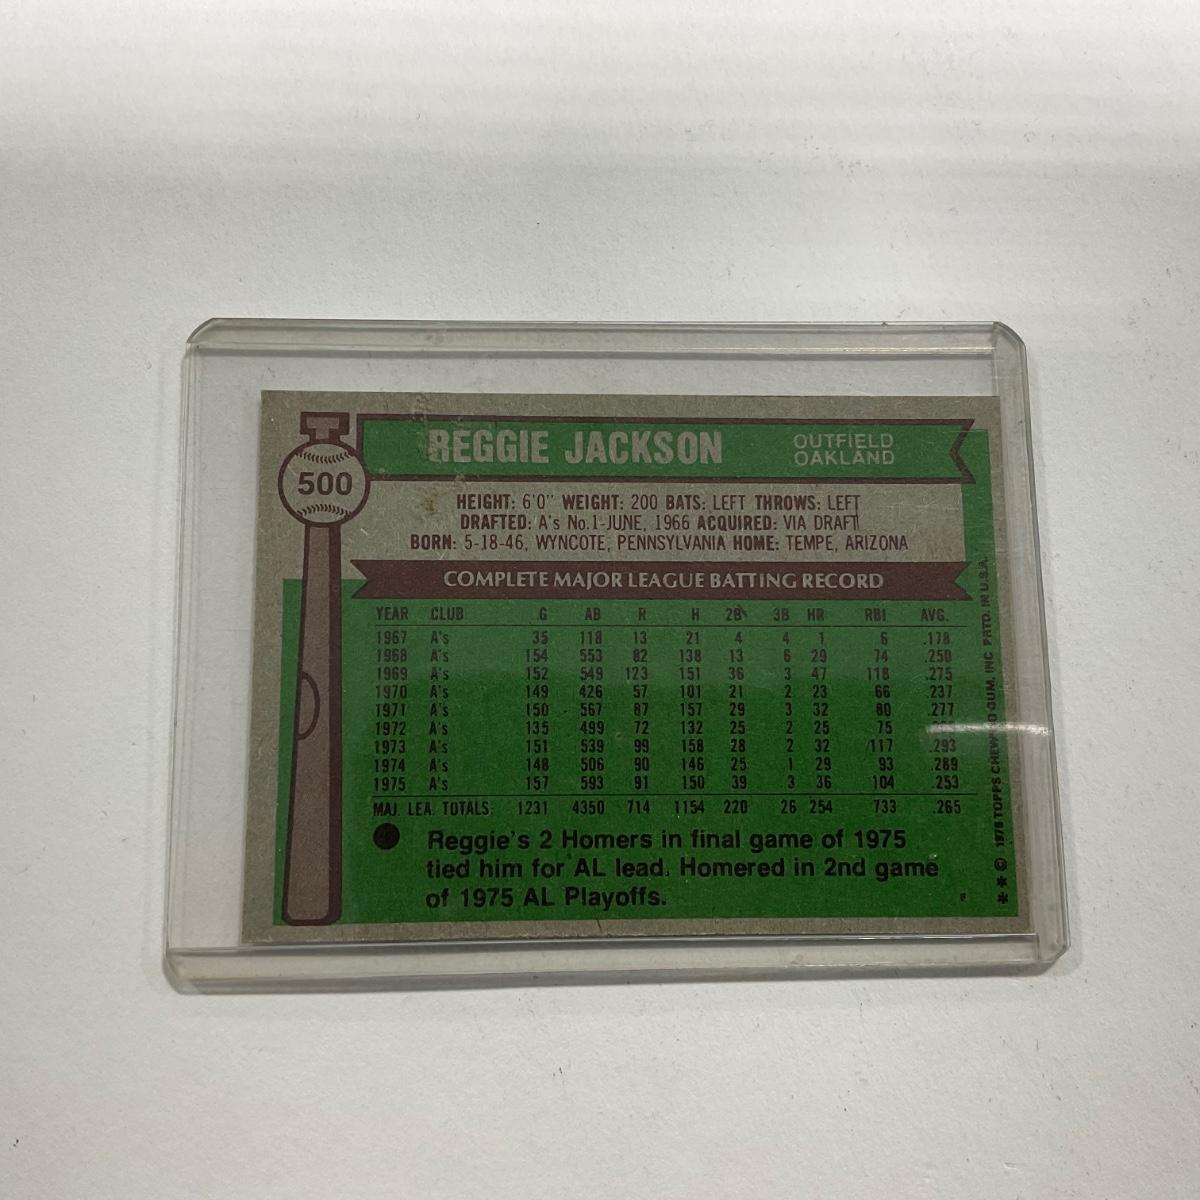 T
500
REGGIE JACKSON
OUTFIELD
OAKLAND
HEIGHT: 6'0" WEIGHT: 200 BATS: LEFT THROWS: LEFT
DRAFTED: A's No.1-JUNE, 1966 ACQUIRED: VIA DRAFT
BORN: 5-18-46, WYNCOTE, PENNSYLVANIA HOME: TEMPE, ARIZONA
COMPLETE MAJOR LEAGUE BATTING RECORD
YEAR CLUB G AB R H 2B 3B HR RBI AVG.
1967 A's 35 118 13 21 4 4 1 6 .178
1968 A's 154 553 82 138 13 6 29 74 .250
1969 A's 152 549 123 151 36 3 47 118 .275
1970 A's 149 426 57 101 21 2 23 66 .237
1971 A's 150 567 87 157 29 3 32 80 .277
1972 A's 135 499 72 132 25 2 25 75
1973 A's 151 539 99 158 28 2 32 117 .293
1974 A's 148 506 90 146 25 1 29 93 .289
1975 A's 157 593 91 150 39 3 36 104 .253
MAJ. LEA. TOTALS: 1231 4350 714 1154 220 26 254 733 .265
Reggie's 2 Homers in final game of 1975
tied him for AL lead. Homered in 2nd game
of 1975 AL Playoffs.
** © 1976 TOPPS CHEWING GUM, INC PRTD. IN U.S.A.